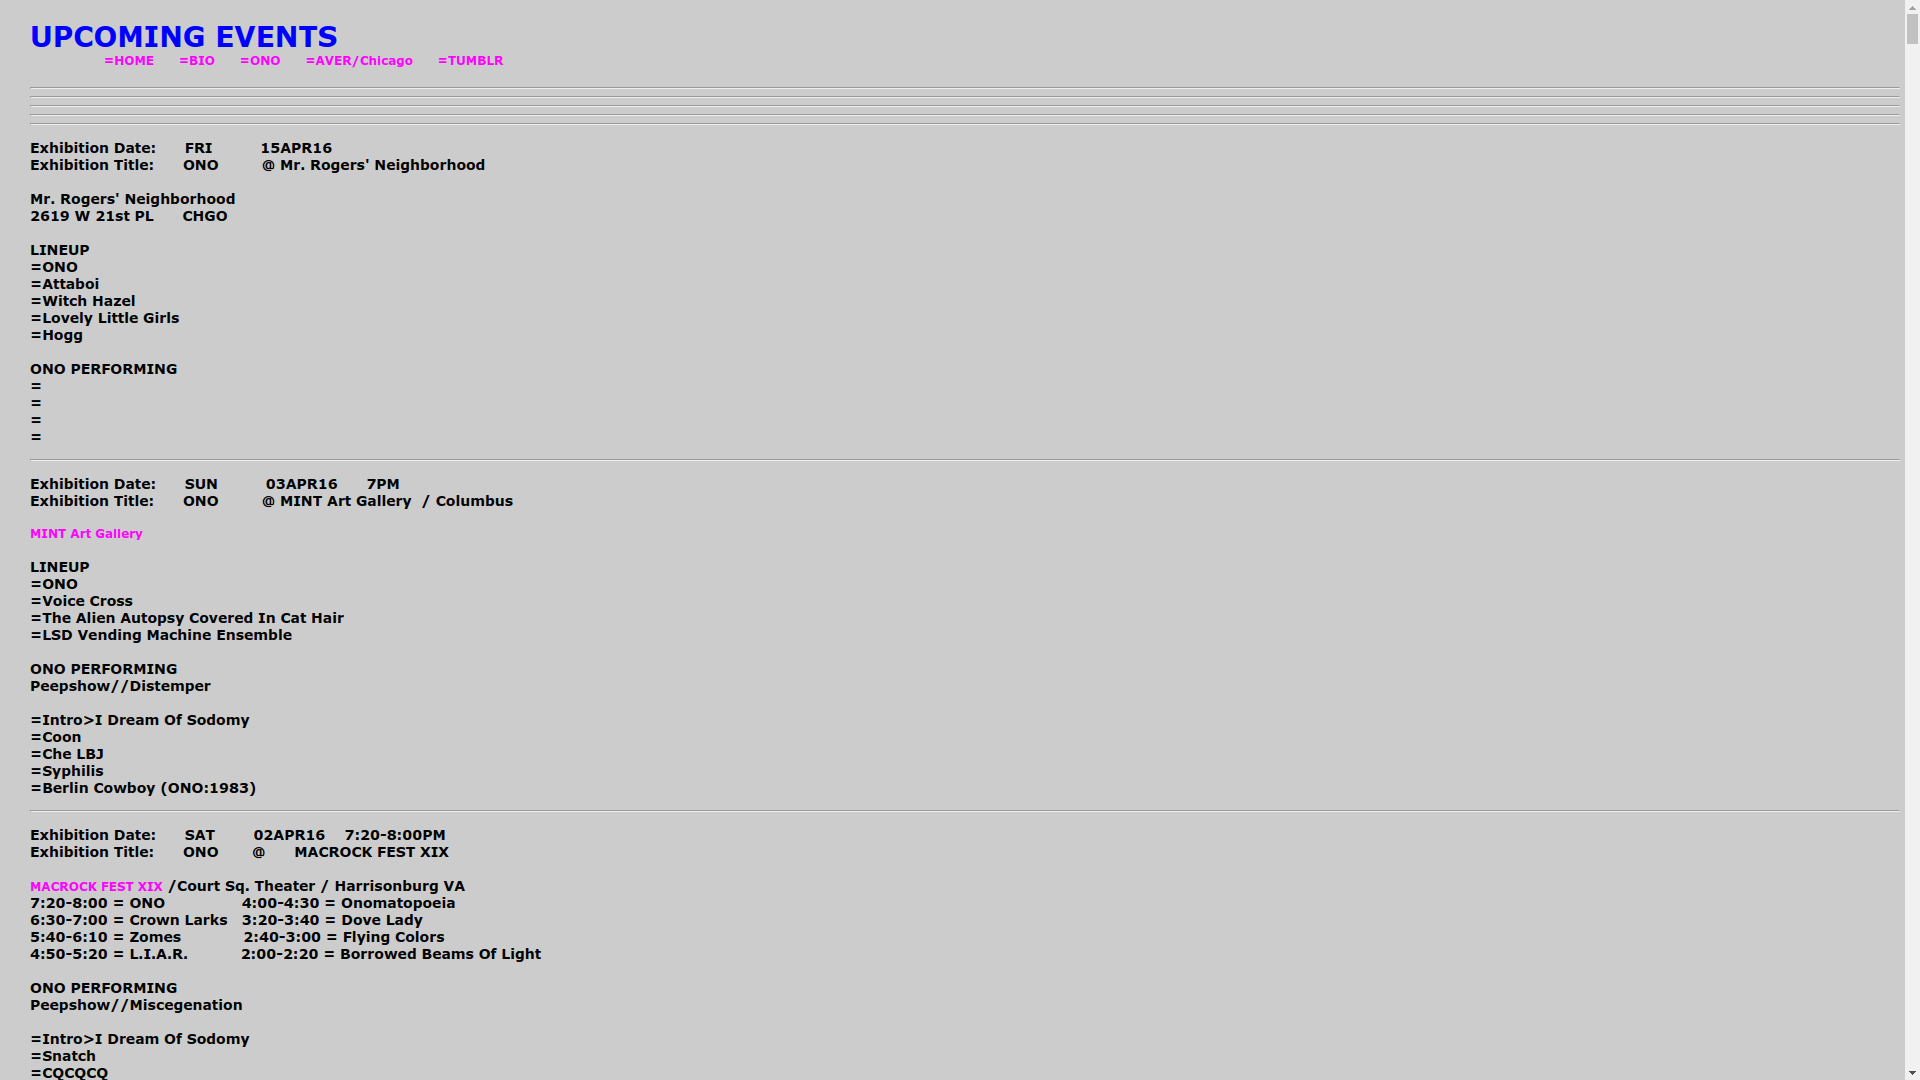 UPCOMING EVENTS
=HOME =BIO =ONO =AVER/Chicago =TUMBLR
Exhibition Date: FRI 15APR16
Exhibition Title: ONO @ Mr. Rogers' Neighborhood
Mr. Rogers' Neighborhood
2619 W 21st PL CHGO
LINEUP
=ONO
=Attaboi
=Witch Hazel
=Lovely Little Girls
=Hogg
ONO PERFORMING
=
=
=
=
Exhibition Date: SUN 03APR16 7PM
Exhibition Title: ONO @ MINT Art Gallery / Columbus
MINT Art Gallery
LINEUP
=ONO
=Voice Cross
=The Alien Autopsy Covered In Cat Hair
=LSD Vending Machine Ensemble
ONO PERFORMING
Peepshow//Distemper
=Intro>I Dream Of Sodomy
=Coon
=Che LBJ
=Syphilis
=Berlin Cowboy (ONO:1983)
Exhibition Date: SAT 02APR16 7:20-8:00PM
Exhibition Title: ONO @ MACROCK FEST XIX
MACROCK FEST XIX /Court Sq. Theater / Harrisonburg VA
7:20-8:00 = ONO 4:00-4:30 = Onomatopoeia
6:30-7:00 = Crown Larks 3:20-3:40 = Dove Lady
5:40-6:10 = Zomes 2:40-3:00 = Flying Colors
4:50-5:20 = L.I.A.R. 2:00-2:20 = Borrowed Beams Of Light
ONO PERFORMING
Peepshow//Miscegenation
=Intro>I Dream Of Sodomy
=Snatch
=CQCQCQ